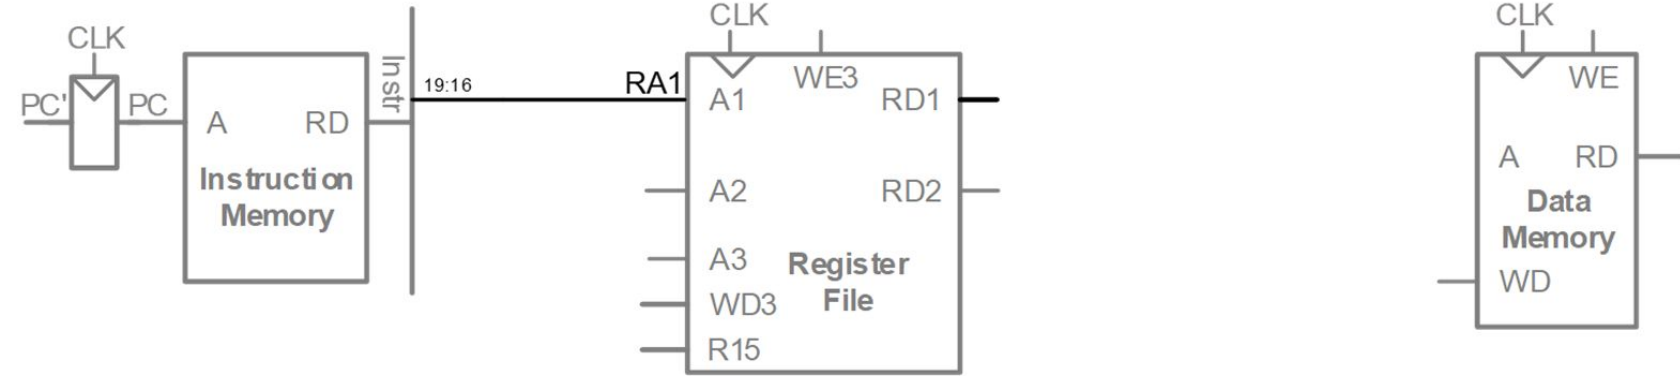 CLK
PC'
PC
A
RD
Instruction
Memory
Instr
19:16
RA1
CLK
WE3
A1
RD1
A2
RD2
A3
Register
File
WD3
R15
CLK
WE
A
RD
Data
Memory
WD